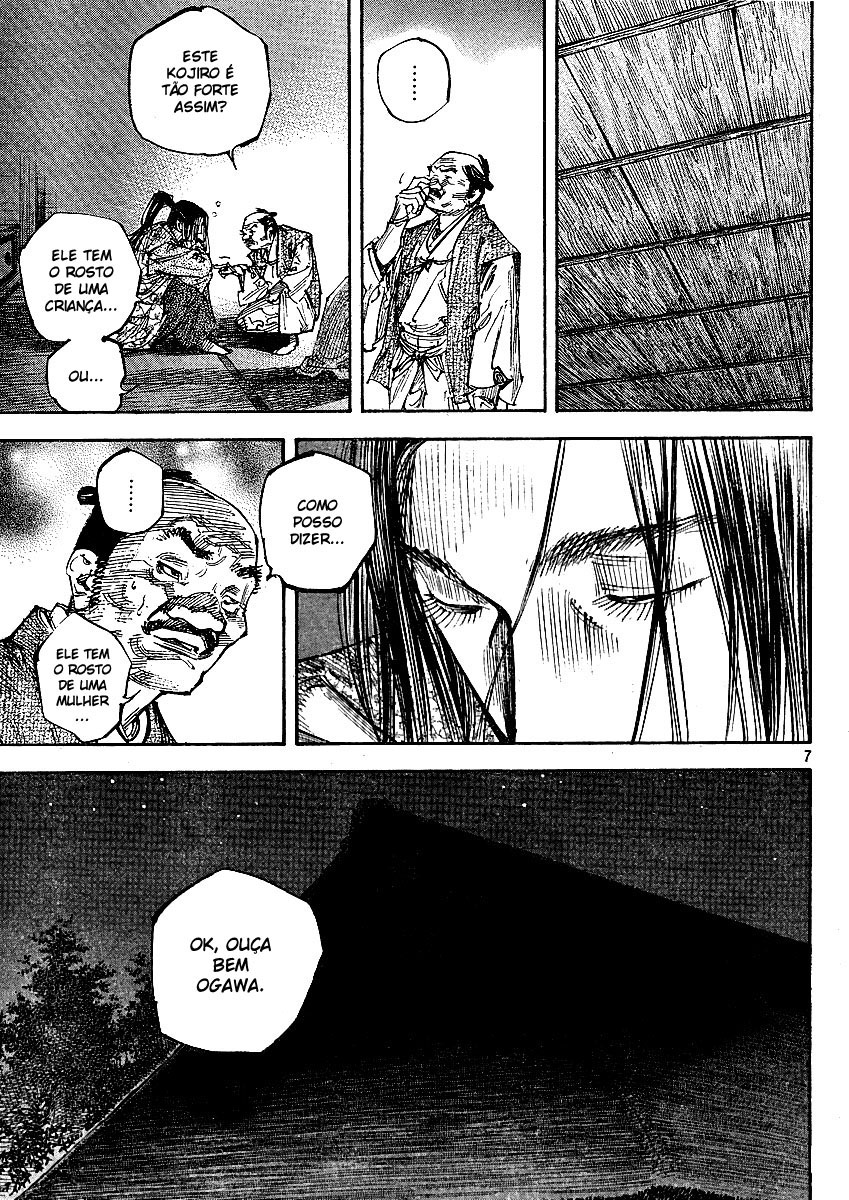 ......
ESTE
KOJIRO É
TÃO FORTE
ASSIM?
ELE TEM
O ROSTO
DE UMA
CRIANÇA...
OU...
COMO
POSSO
DIZER...
......
ELE TEM
O ROSTO
DE UMA
MULHER
...
7
OK, OUÇA
BEM
OGAWA.